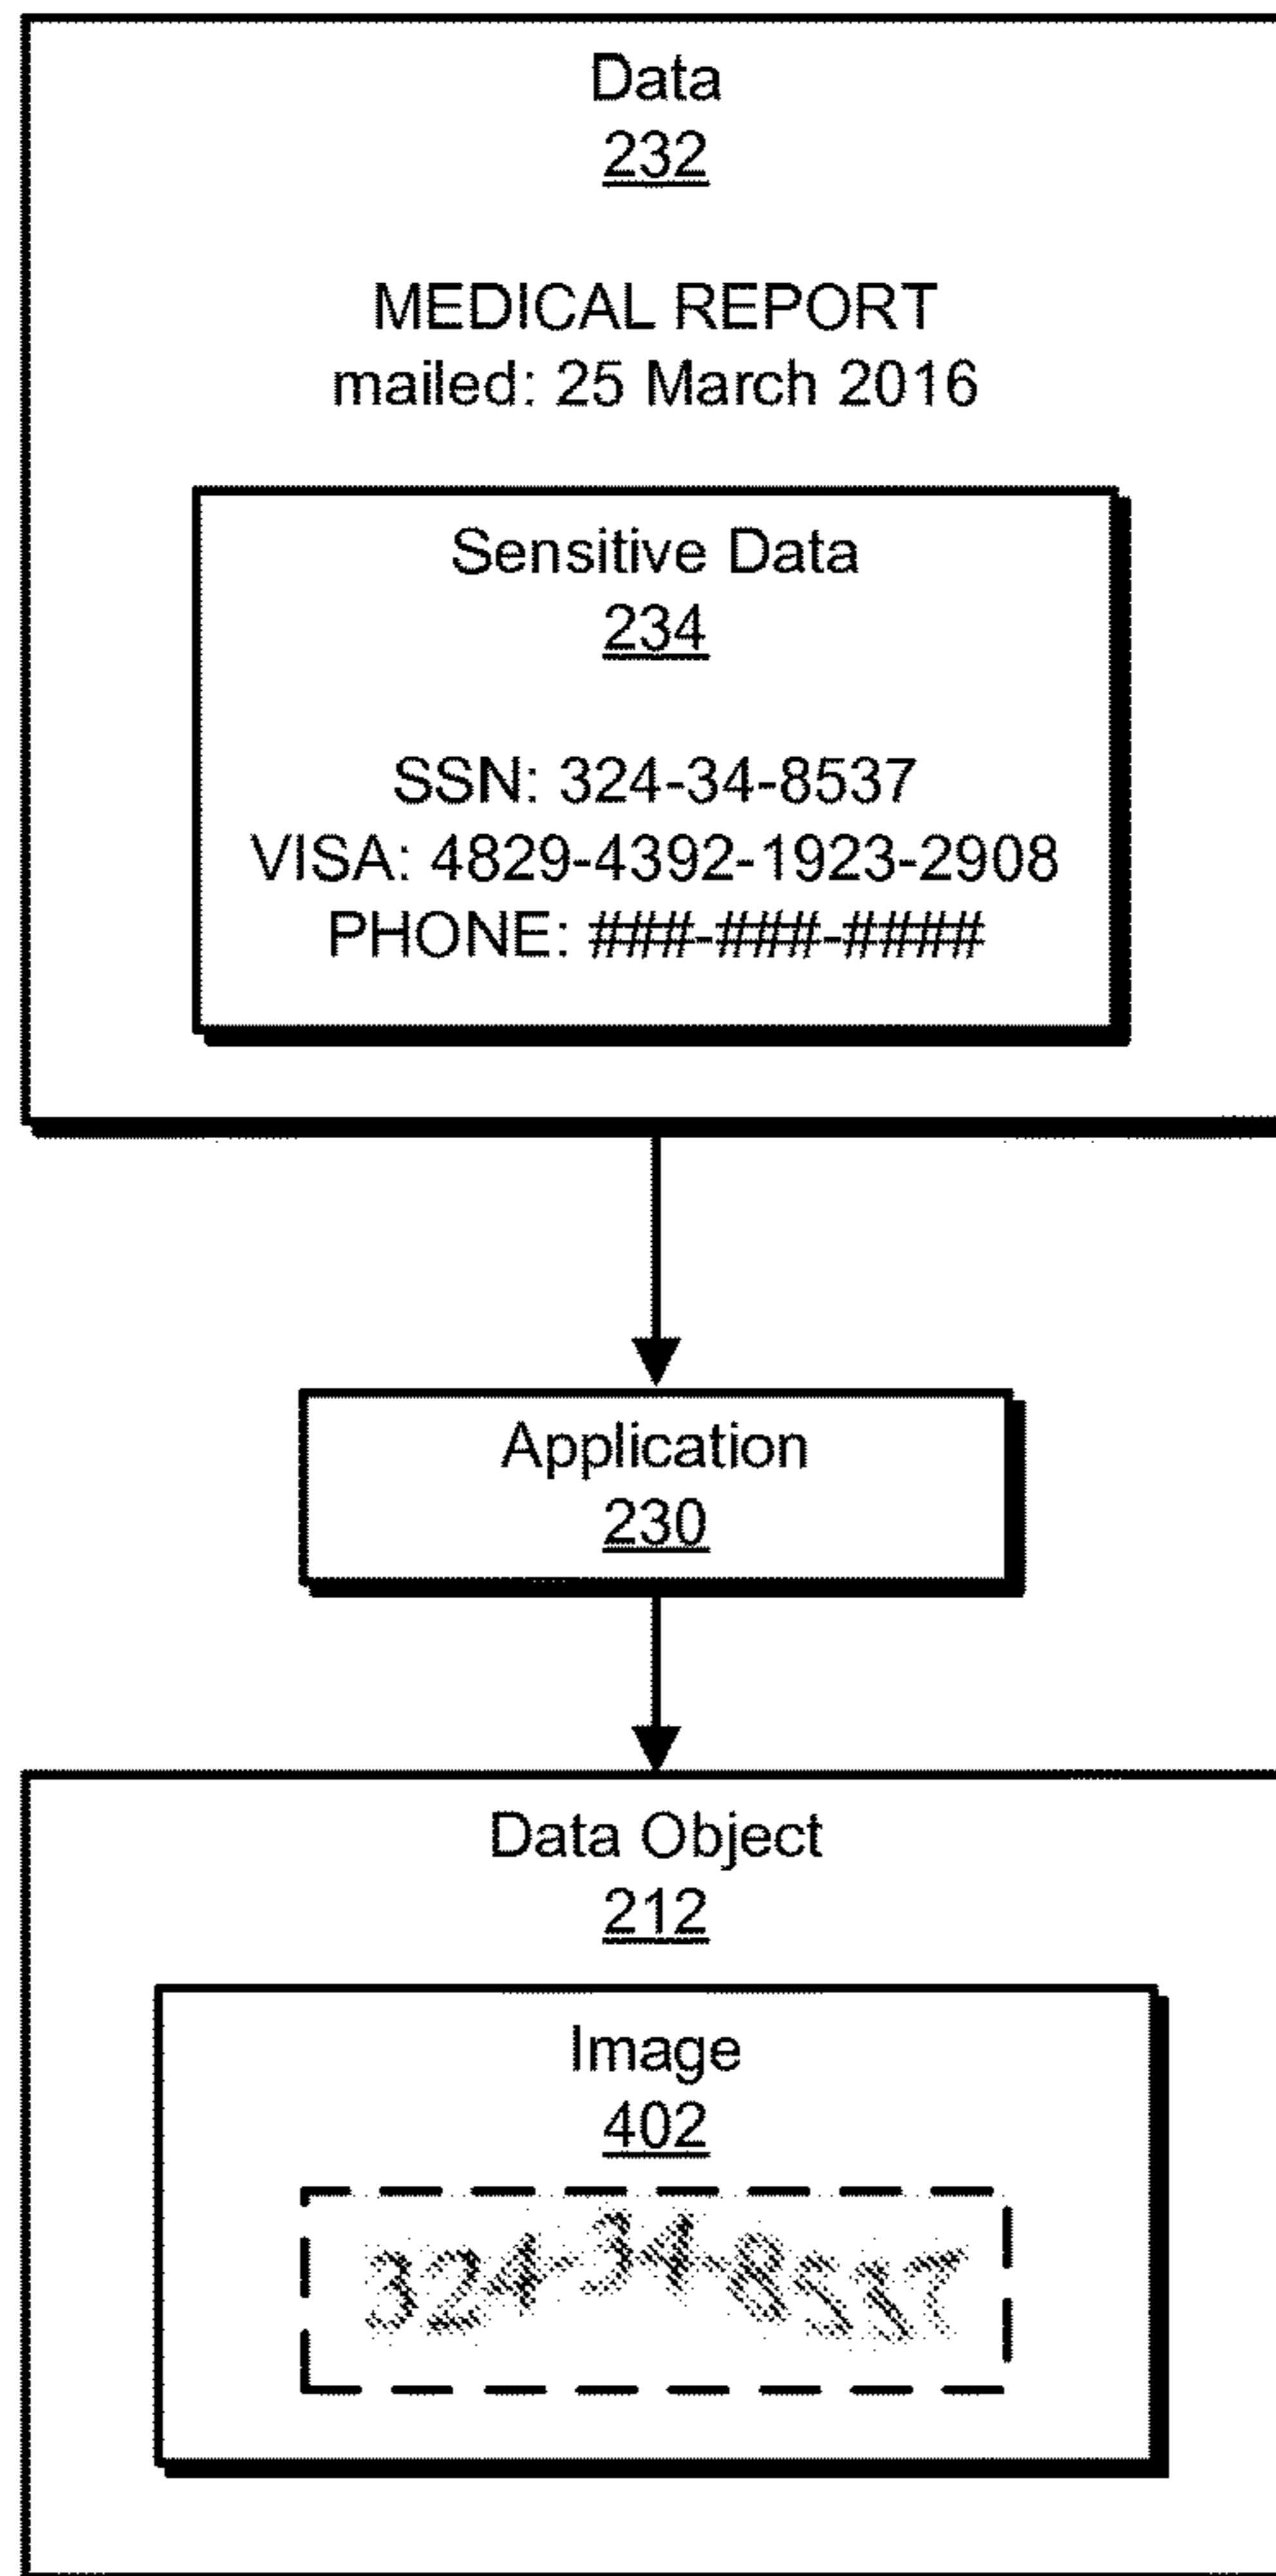 Data
232
MEDICAL REPORT
mailed: 25 March 2016
Sensitive Data
234
SSN: 324-34-8537
VISA: 4829-4392-1923-2908
PHONE: ###-###-####
Application
230
Data Object
212
Image
402
324-34-8537